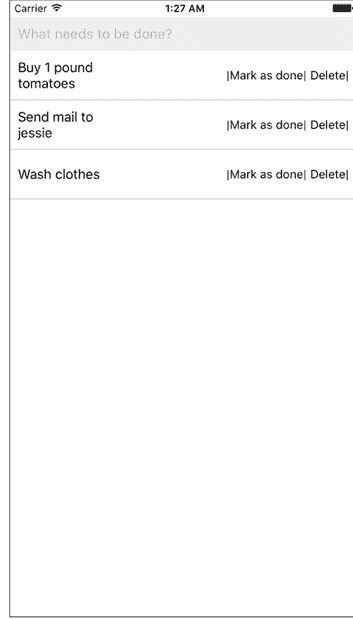 Carrier 1:27 AM
What needs to be done?
Buy 1 pound
tomatoes
|Mark as done| Delete|
Send mail to
jessie
|Mark as done| Delete|
Wash clothes
|Mark as done| Delete|